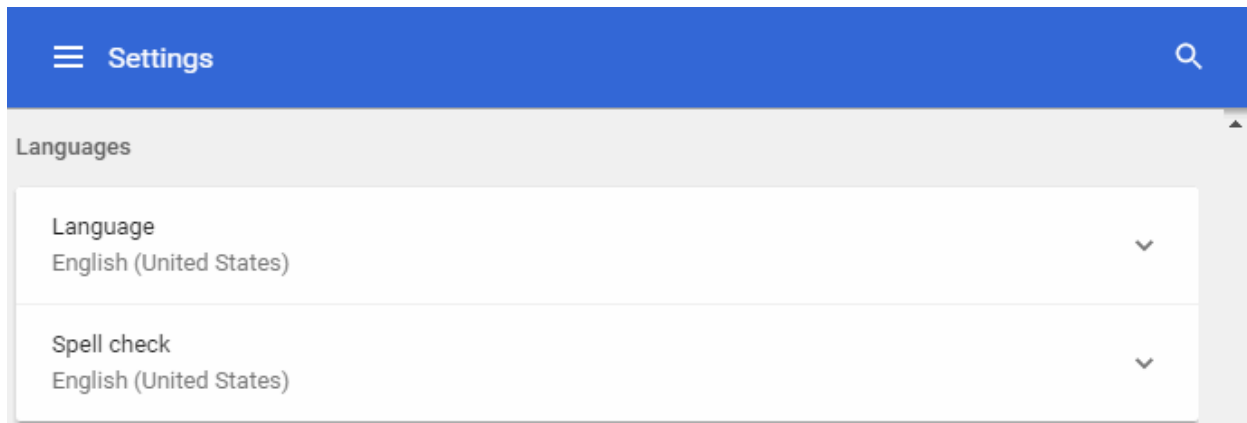 Settings
Languages
Language
English (United States)
Spell check
English (United States)